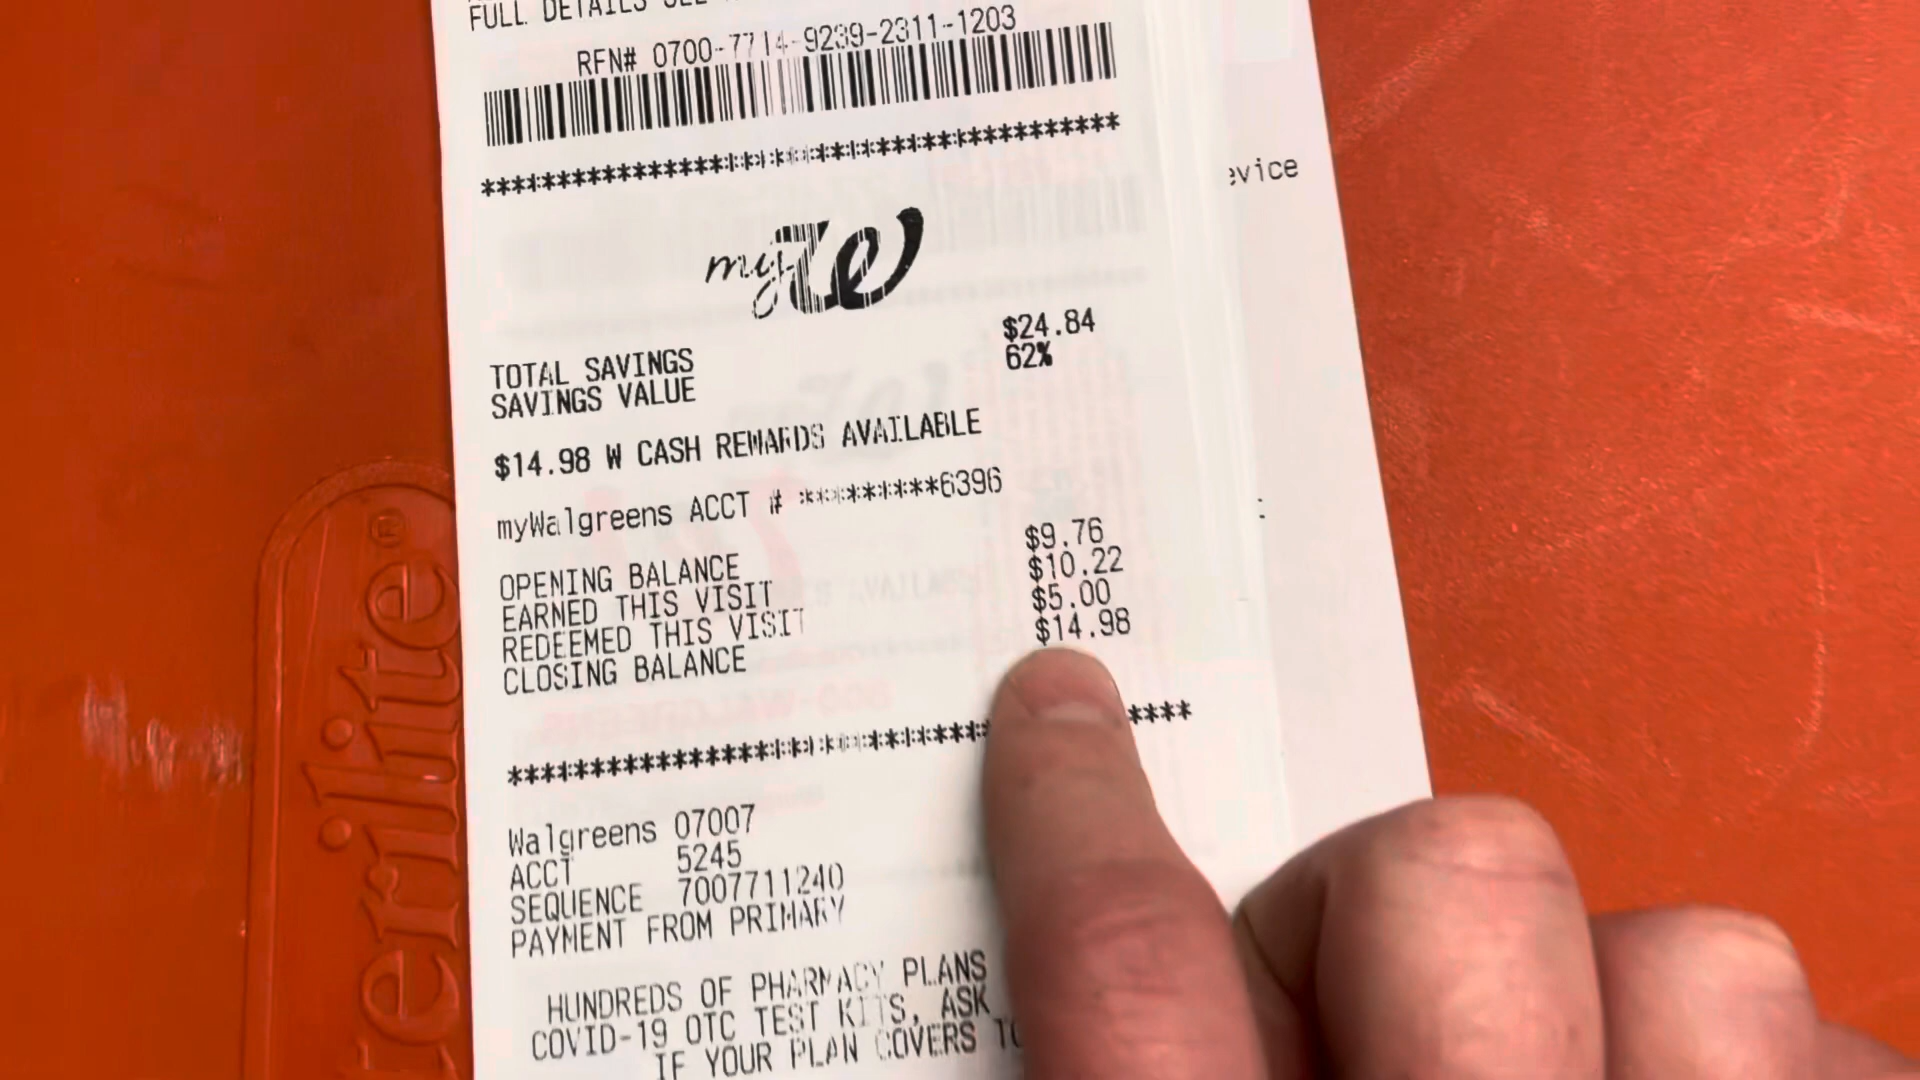 FULL DETAILS
RFN# 0700-7714-9239-2311-1203
****************************************
evice
myW
TOTAL SAVINGS $24.84
SAVINGS VALUE 62%
$14.98 W CASH REWARDS AVAILABLE
myWalgreens ACCT # *********6396
OPENING BALANCE $9.76
EARNED THIS VISIT $10.22
REDEEMED THIS VISIT $5.00
CLOSING BALANCE $14.98
****************************************
Walgreens 07007
ACCT 5245
SEQUENCE 7007711240
PAYMENT FROM PRIMARY
HUNDREDS OF PHARMACY PLANS
COVID-19 OTC TEST KITS, ASK
IF YOUR PLAN COVERS
terilite®